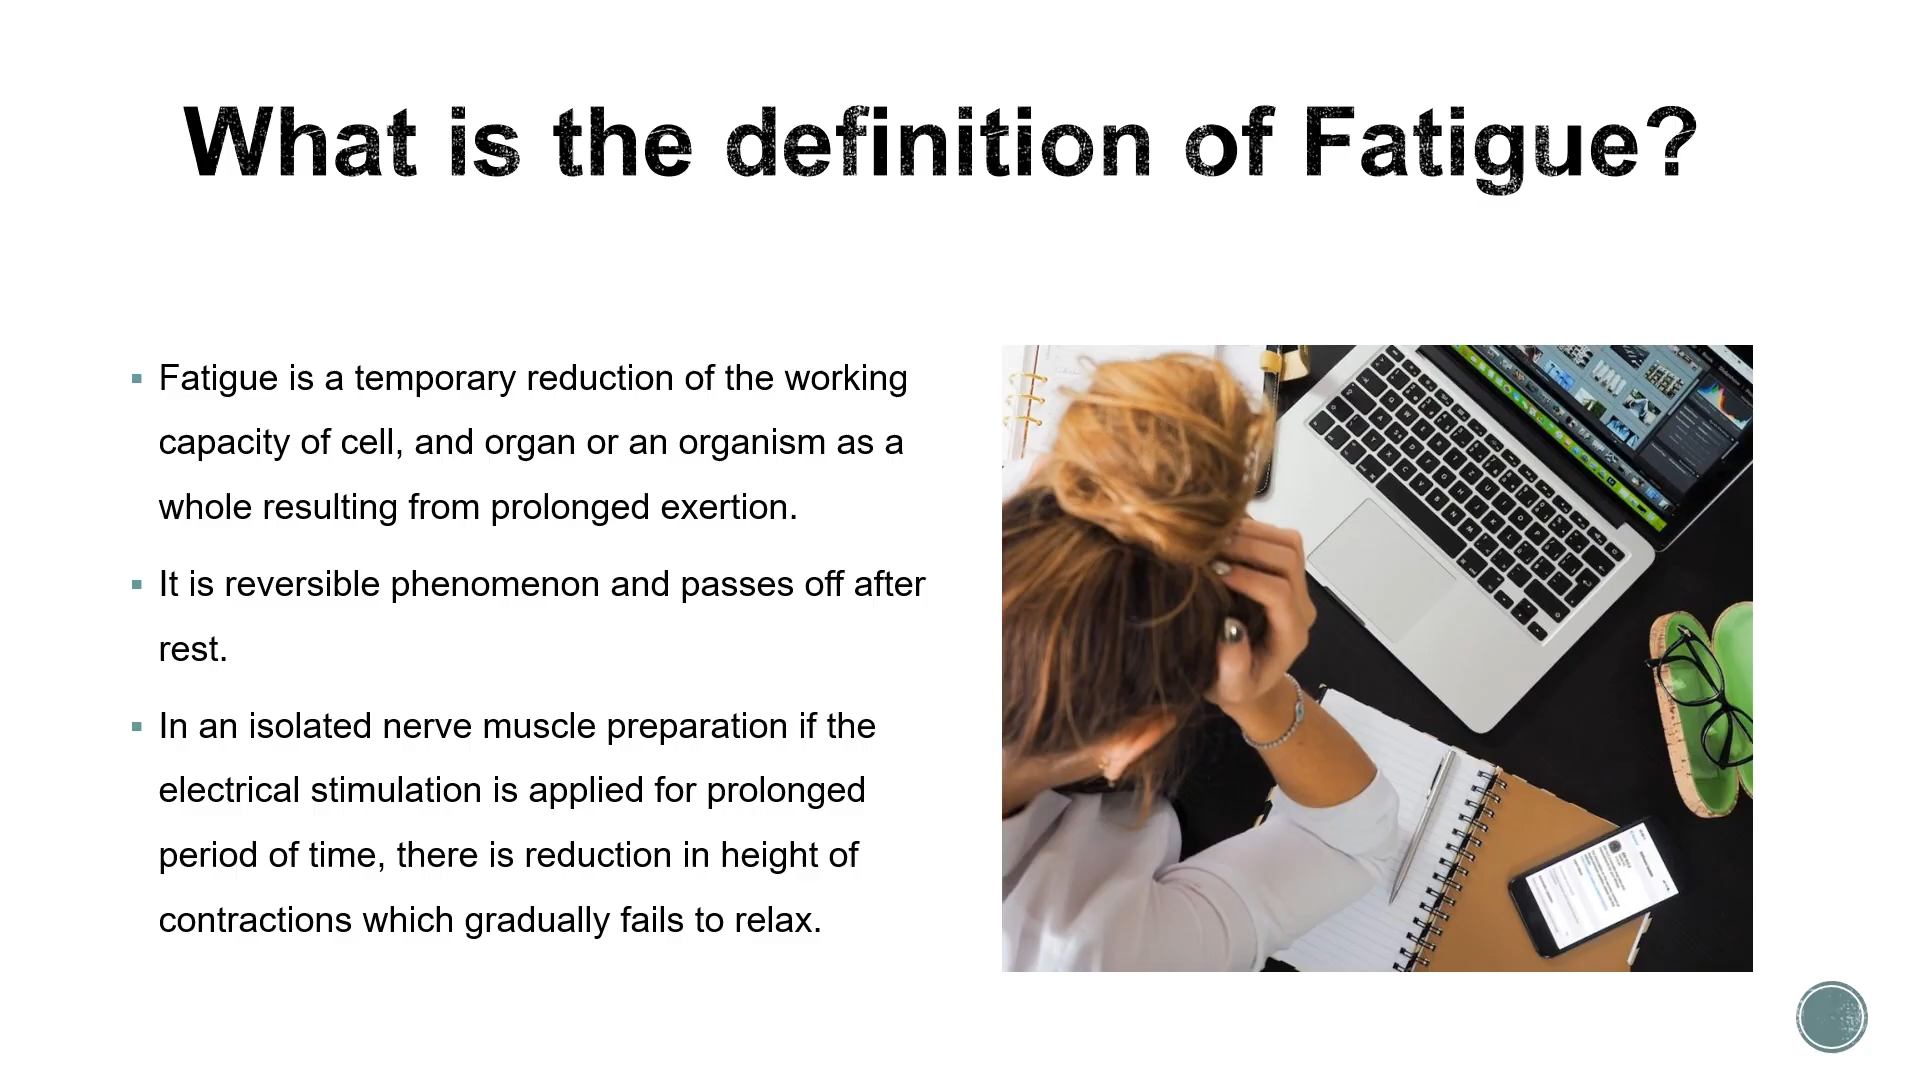 What is the definition of Fatigue?
▪ Fatigue is a temporary reduction of the working
capacity of cell, and organ or an organism as a
whole resulting from prolonged exertion.
▪ It is reversible phenomenon and passes off after
rest.
▪ In an isolated nerve muscle preparation if the
electrical stimulation is applied for prolonged
period of time, there is reduction in height of
contractions which gradually fails to relax.